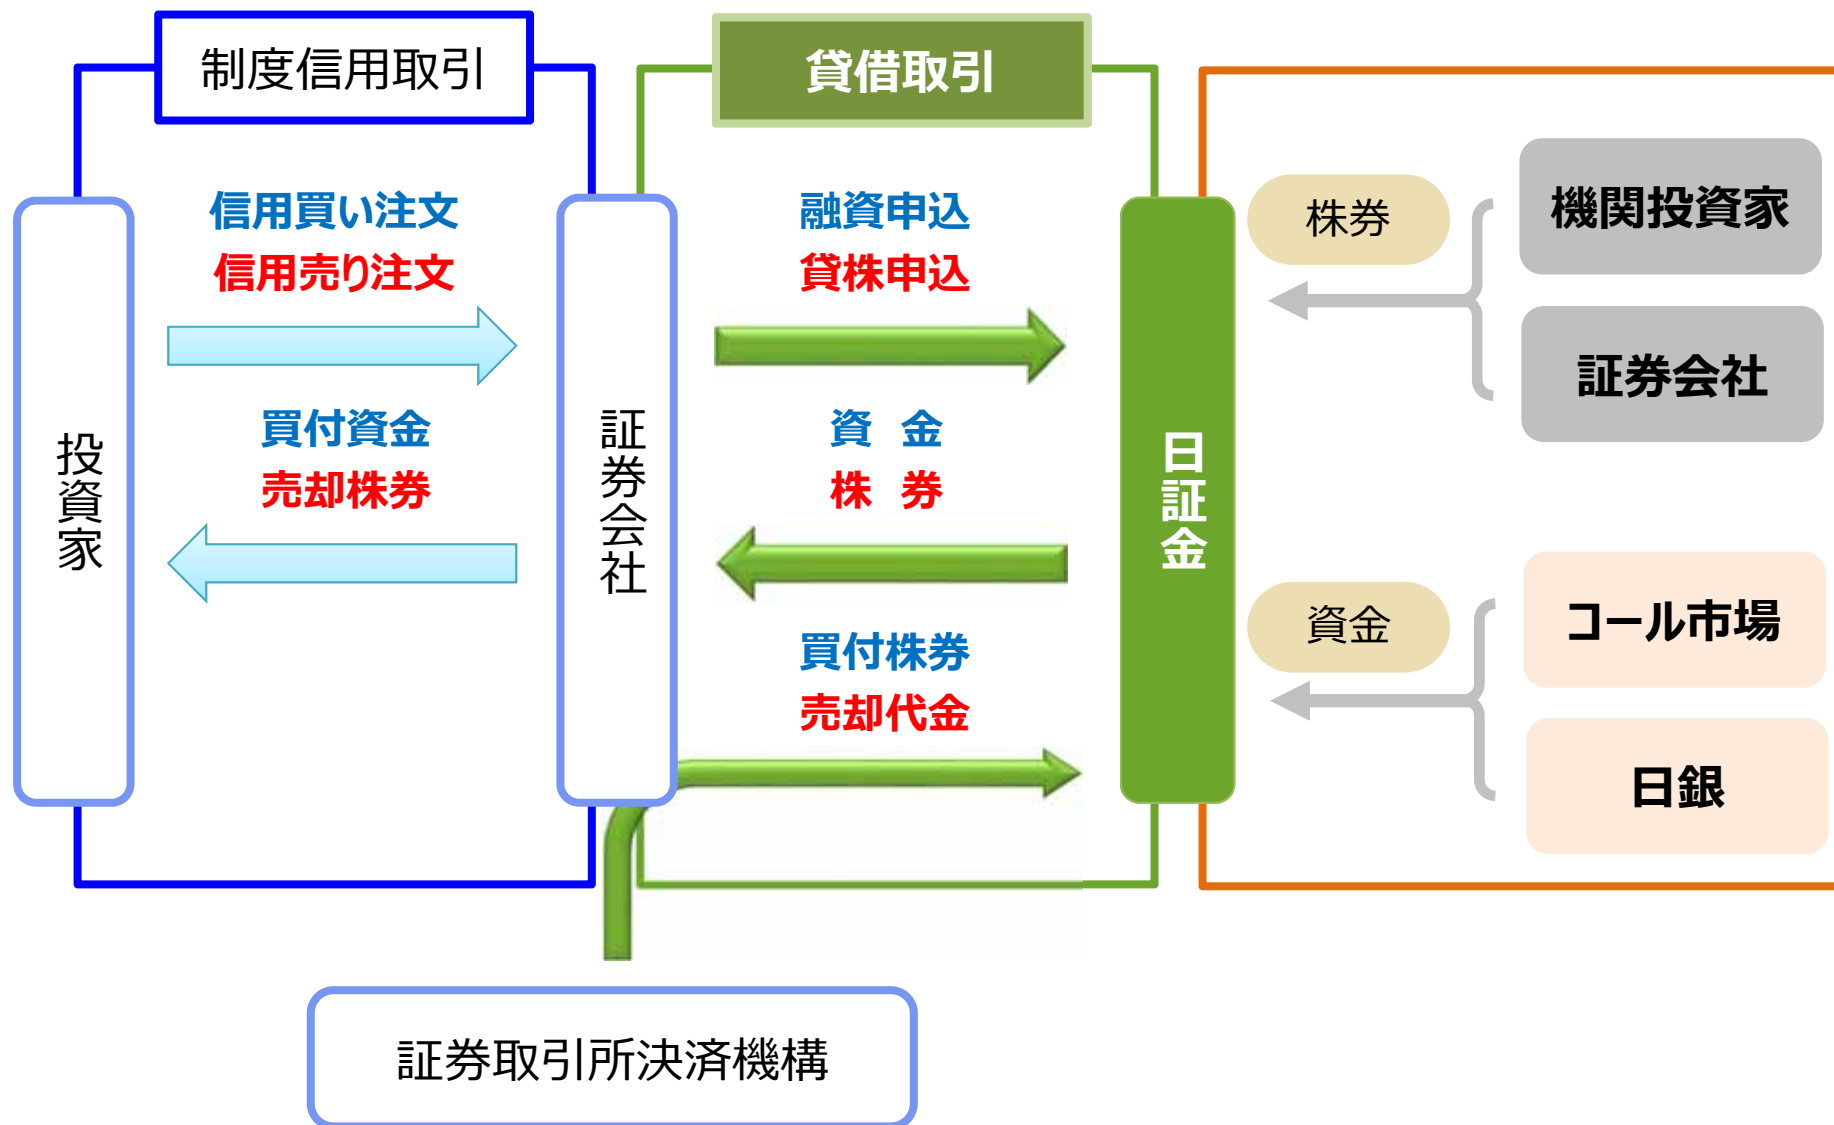 制度信用取引
貸借取引
投資家
信用買い注文
信用売り注文
買付資金
売却株券
証券会社
融資申込
貸株申込
資 金
株 券
買付株券
売却代金
日証金
株券
機関投資家
証券会社
資金
コール市場
日銀
証券取引所決済機構